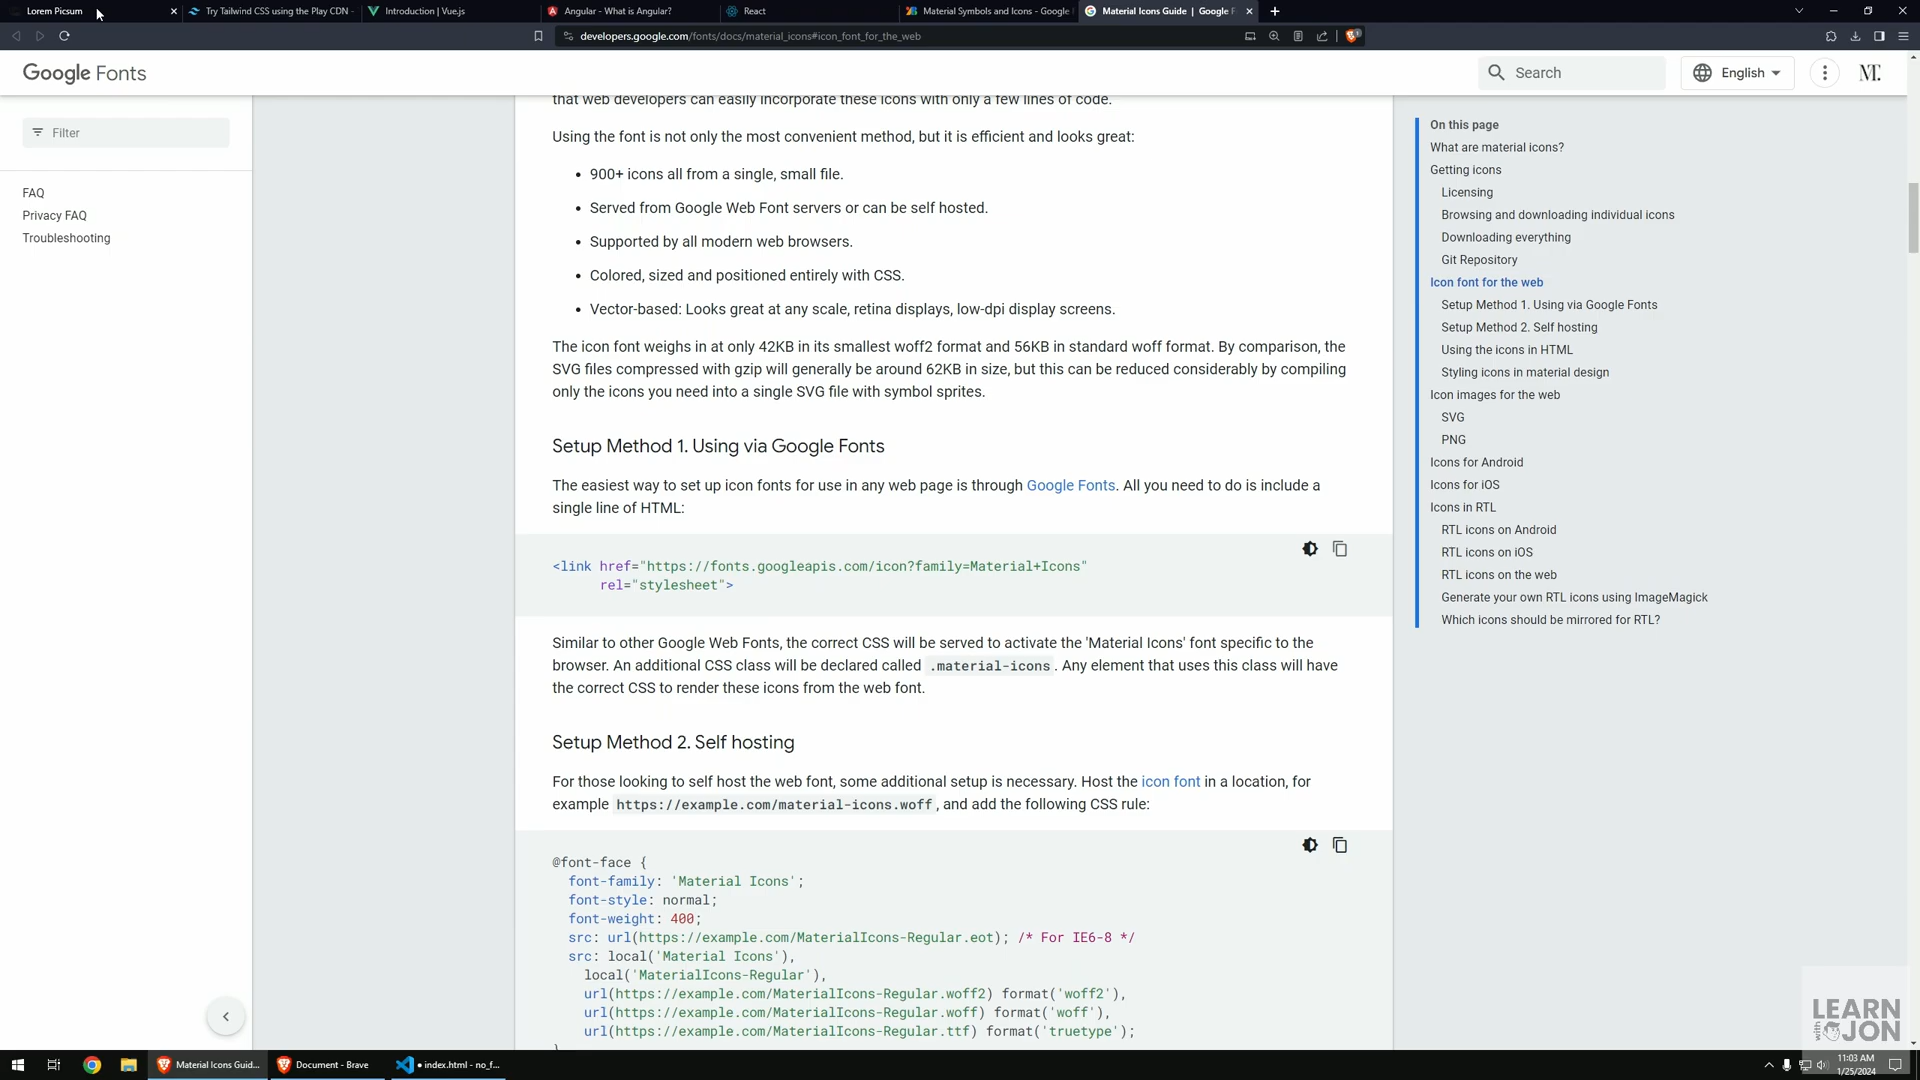 Lorem Picsum
Try Tailwind CSS using the Play CDN -
Introduction | Vue.js
Angular - What is Angular?
React
Material Symbols and Icons - Google F
Material Icons Guide | Google F
developers.google.com/fonts/docs/material_icons#icon_font_for_the_web
Google Fonts
Search
English
MT.
Filter
FAQ
Privacy FAQ
Troubleshooting
that web developers can easily incorporate these icons with only a few lines of code.
Using the font is not only the most convenient method, but it is efficient and looks great:
• 900+ icons all from a single, small file.
• Served from Google Web Font servers or can be self hosted.
• Supported by all modern web browsers.
• Colored, sized and positioned entirely with CSS.
• Vector-based: Looks great at any scale, retina displays, low-dpi display screens.
The icon font weighs in at only 42KB in its smallest woff2 format and 56KB in standard woff format. By comparison, the
SVG files compressed with gzip will generally be around 62KB in size, but this can be reduced considerably by compiling
only the icons you need into a single SVG file with symbol sprites.
Setup Method 1. Using via Google Fonts
The easiest way to set up icon fonts for use in any web page is through Google Fonts. All you need to do is include a
single line of HTML:
<link href="https://fonts.googleapis.com/icon?family=Material+Icons"
rel="stylesheet">
Similar to other Google Web Fonts, the correct CSS will be served to activate the 'Material Icons' font specific to the
browser. An additional CSS class will be declared called .material-icons. Any element that uses this class will have
the correct CSS to render these icons from the web font.
Setup Method 2. Self hosting
For those looking to self host the web font, some additional setup is necessary. Host the icon font in a location, for
example https://example.com/material-icons.woff, and add the following CSS rule:
@font-face {
font-family: 'Material Icons';
font-style: normal;
font-weight: 400;
src: url(https://example.com/MaterialIcons-Regular.eot); /* For IE6-8 */
src: local('Material Icons'),
local('MaterialIcons-Regular'),
url(https://example.com/MaterialIcons-Regular.woff2) format('woff2'),
url(https://example.com/MaterialIcons-Regular.woff) format('woff'),
url(https://example.com/MaterialIcons-Regular.ttf) format('truetype');
}
On this page
What are material icons?
Getting icons
Licensing
Browsing and downloading individual icons
Downloading everything
Git Repository
Icon font for the web
Setup Method 1. Using via Google Fonts
Setup Method 2. Self hosting
Using the icons in HTML
Styling icons in material design
Icon images for the web
SVG
PNG
Icons for Android
Icons for iOS
Icons in RTL
RTL icons on Android
RTL icons on iOS
RTL icons on the web
Generate your own RTL icons using ImageMagick
Which icons should be mirrored for RTL?
LEARN
with JON
Material Icons Guid...
Document - Brave
• index.html - no_f...
11:03 AM
1/25/2024